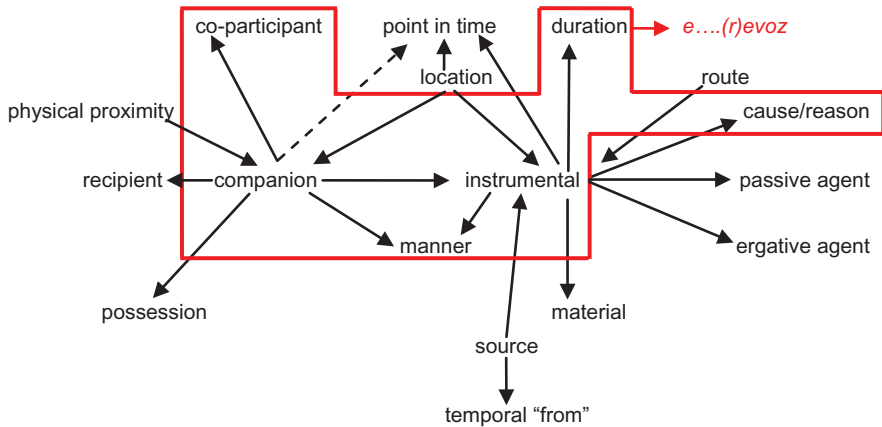 co-participant
point in time
duration
e….(r)evoz
location
route
physical proximity
cause/reason
recipient
companion
instrumental
passive agent
manner
ergative agent
possession
material
source
temporal “from”